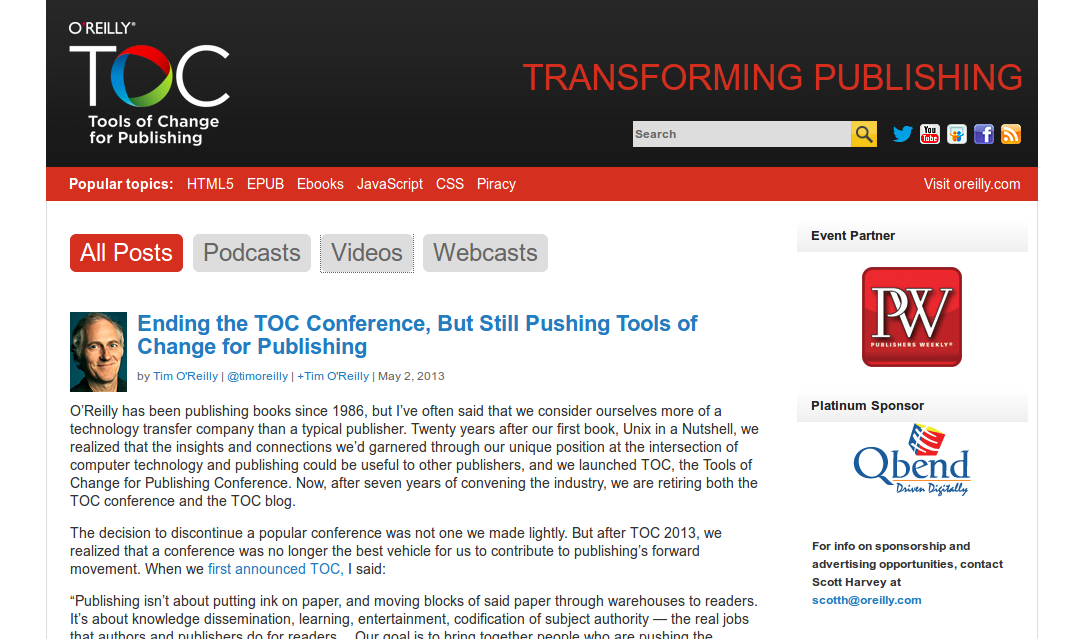 O'REILLY®
TOC
Tools of Change
for Publishing
TRANSFORMING PUBLISHING
Search
You
Tube
Popular topics: HTML5 EPUB Ebooks JavaScript CSS Piracy
Visit oreilly.com
All Posts Podcasts Videos Webcasts
Ending the TOC Conference, But Still Pushing Tools of
Change for Publishing
by Tim O'Reilly | @timoreilly | +Tim O'Reilly | May 2, 2013
O’Reilly has been publishing books since 1986, but I’ve often said that we consider ourselves more of a
technology transfer company than a typical publisher. Twenty years after our first book, Unix in a Nutshell, we
realized that the insights and connections we’d garnered through our unique position at the intersection of
computer technology and publishing could be useful to other publishers, and we launched TOC, the Tools of
Change for Publishing Conference. Now, after seven years of convening the industry, we are retiring both the
TOC conference and the TOC blog.
The decision to discontinue a popular conference was not one we made lightly. But after TOC 2013, we
realized that a conference was no longer the best vehicle for us to contribute to publishing’s forward
movement. When we first announced TOC, I said:
“Publishing isn’t about putting ink on paper, and moving blocks of said paper through warehouses to readers.
It’s about knowledge dissemination, learning, entertainment, codification of subject authority — the real jobs
that authors and publishers do for readers… Our goal is to bring together people who are pushing the
Event Partner
PW
PUBLISHERS WEEKLY®
Platinum Sponsor
Qbend
Driven Digitally
For info on sponsorship and
advertising opportunities, contact
Scott Harvey at
scotth@oreilly.com